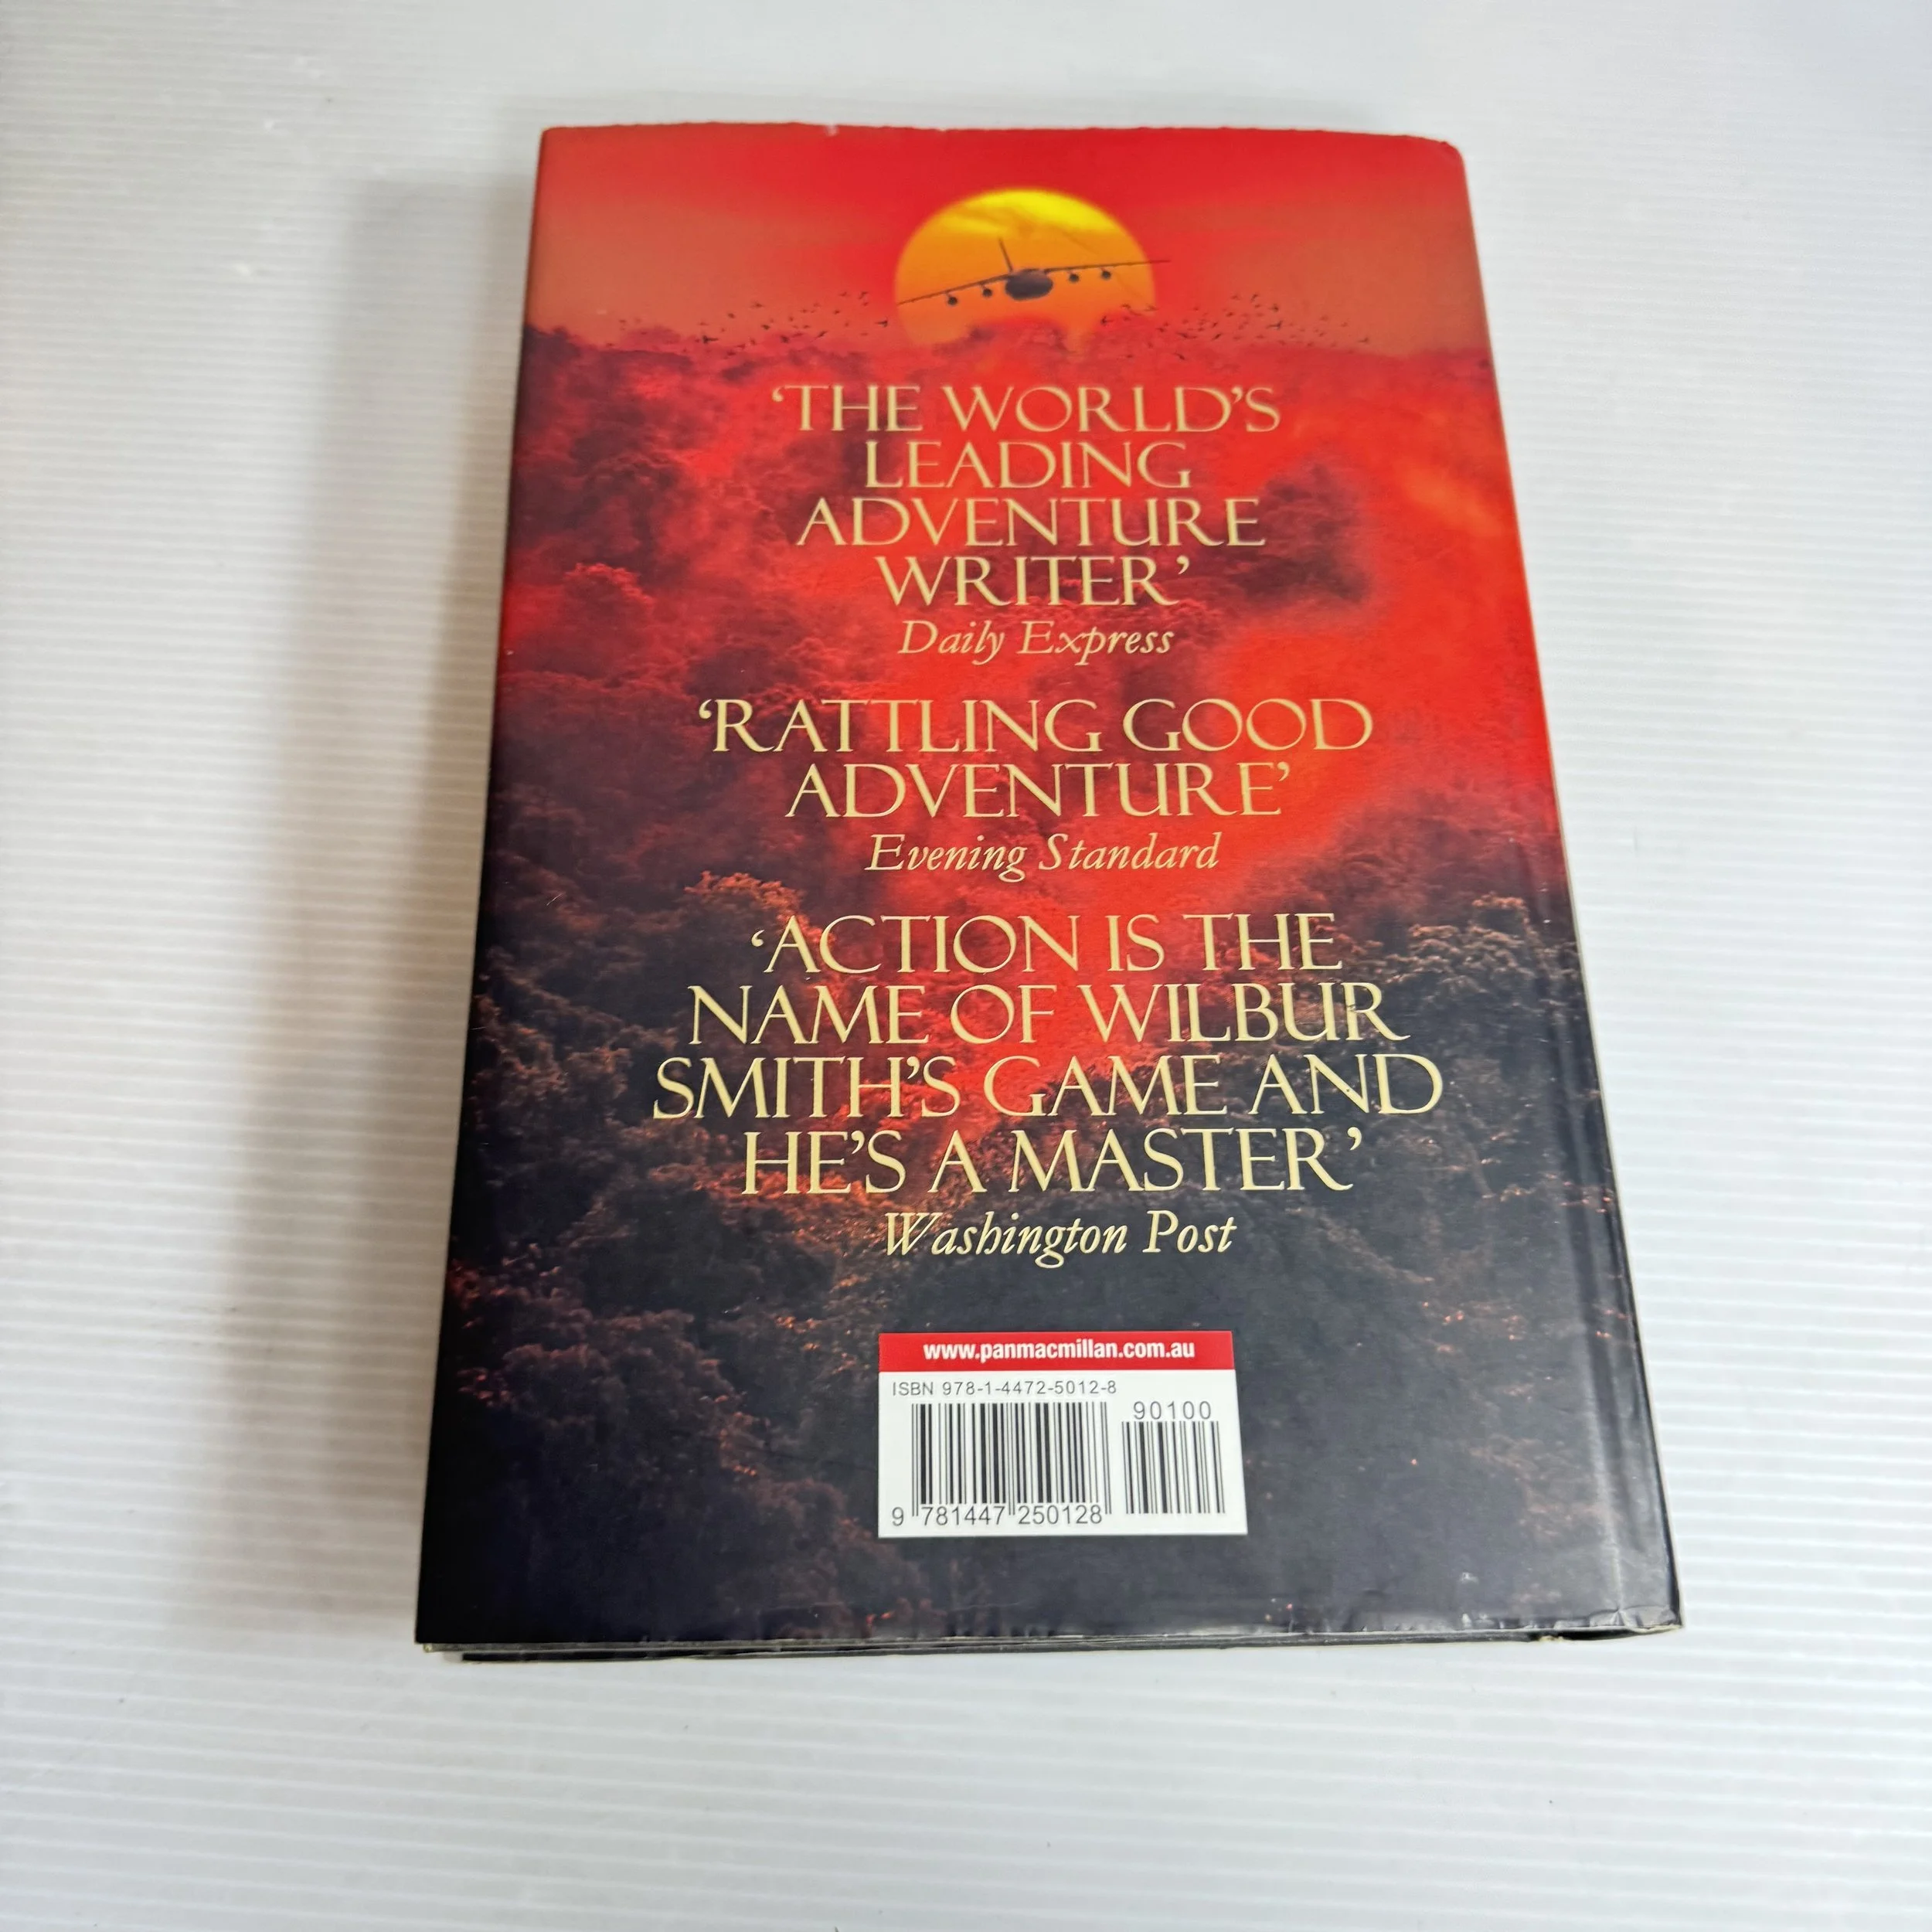 ‘THE WORLD’S
LEADING
ADVENTURE
WRITER’
Daily Express
‘RATTLING GOOD
ADVENTURE’
Evening Standard
‘ACTION IS THE
NAME OF WILBUR
SMITH’S GAME AND
HE’S A MASTER’
Washington Post
www.panmacmillan.com.au
ISBN 978-1-4472-5012-8
90100
9 781447 250128